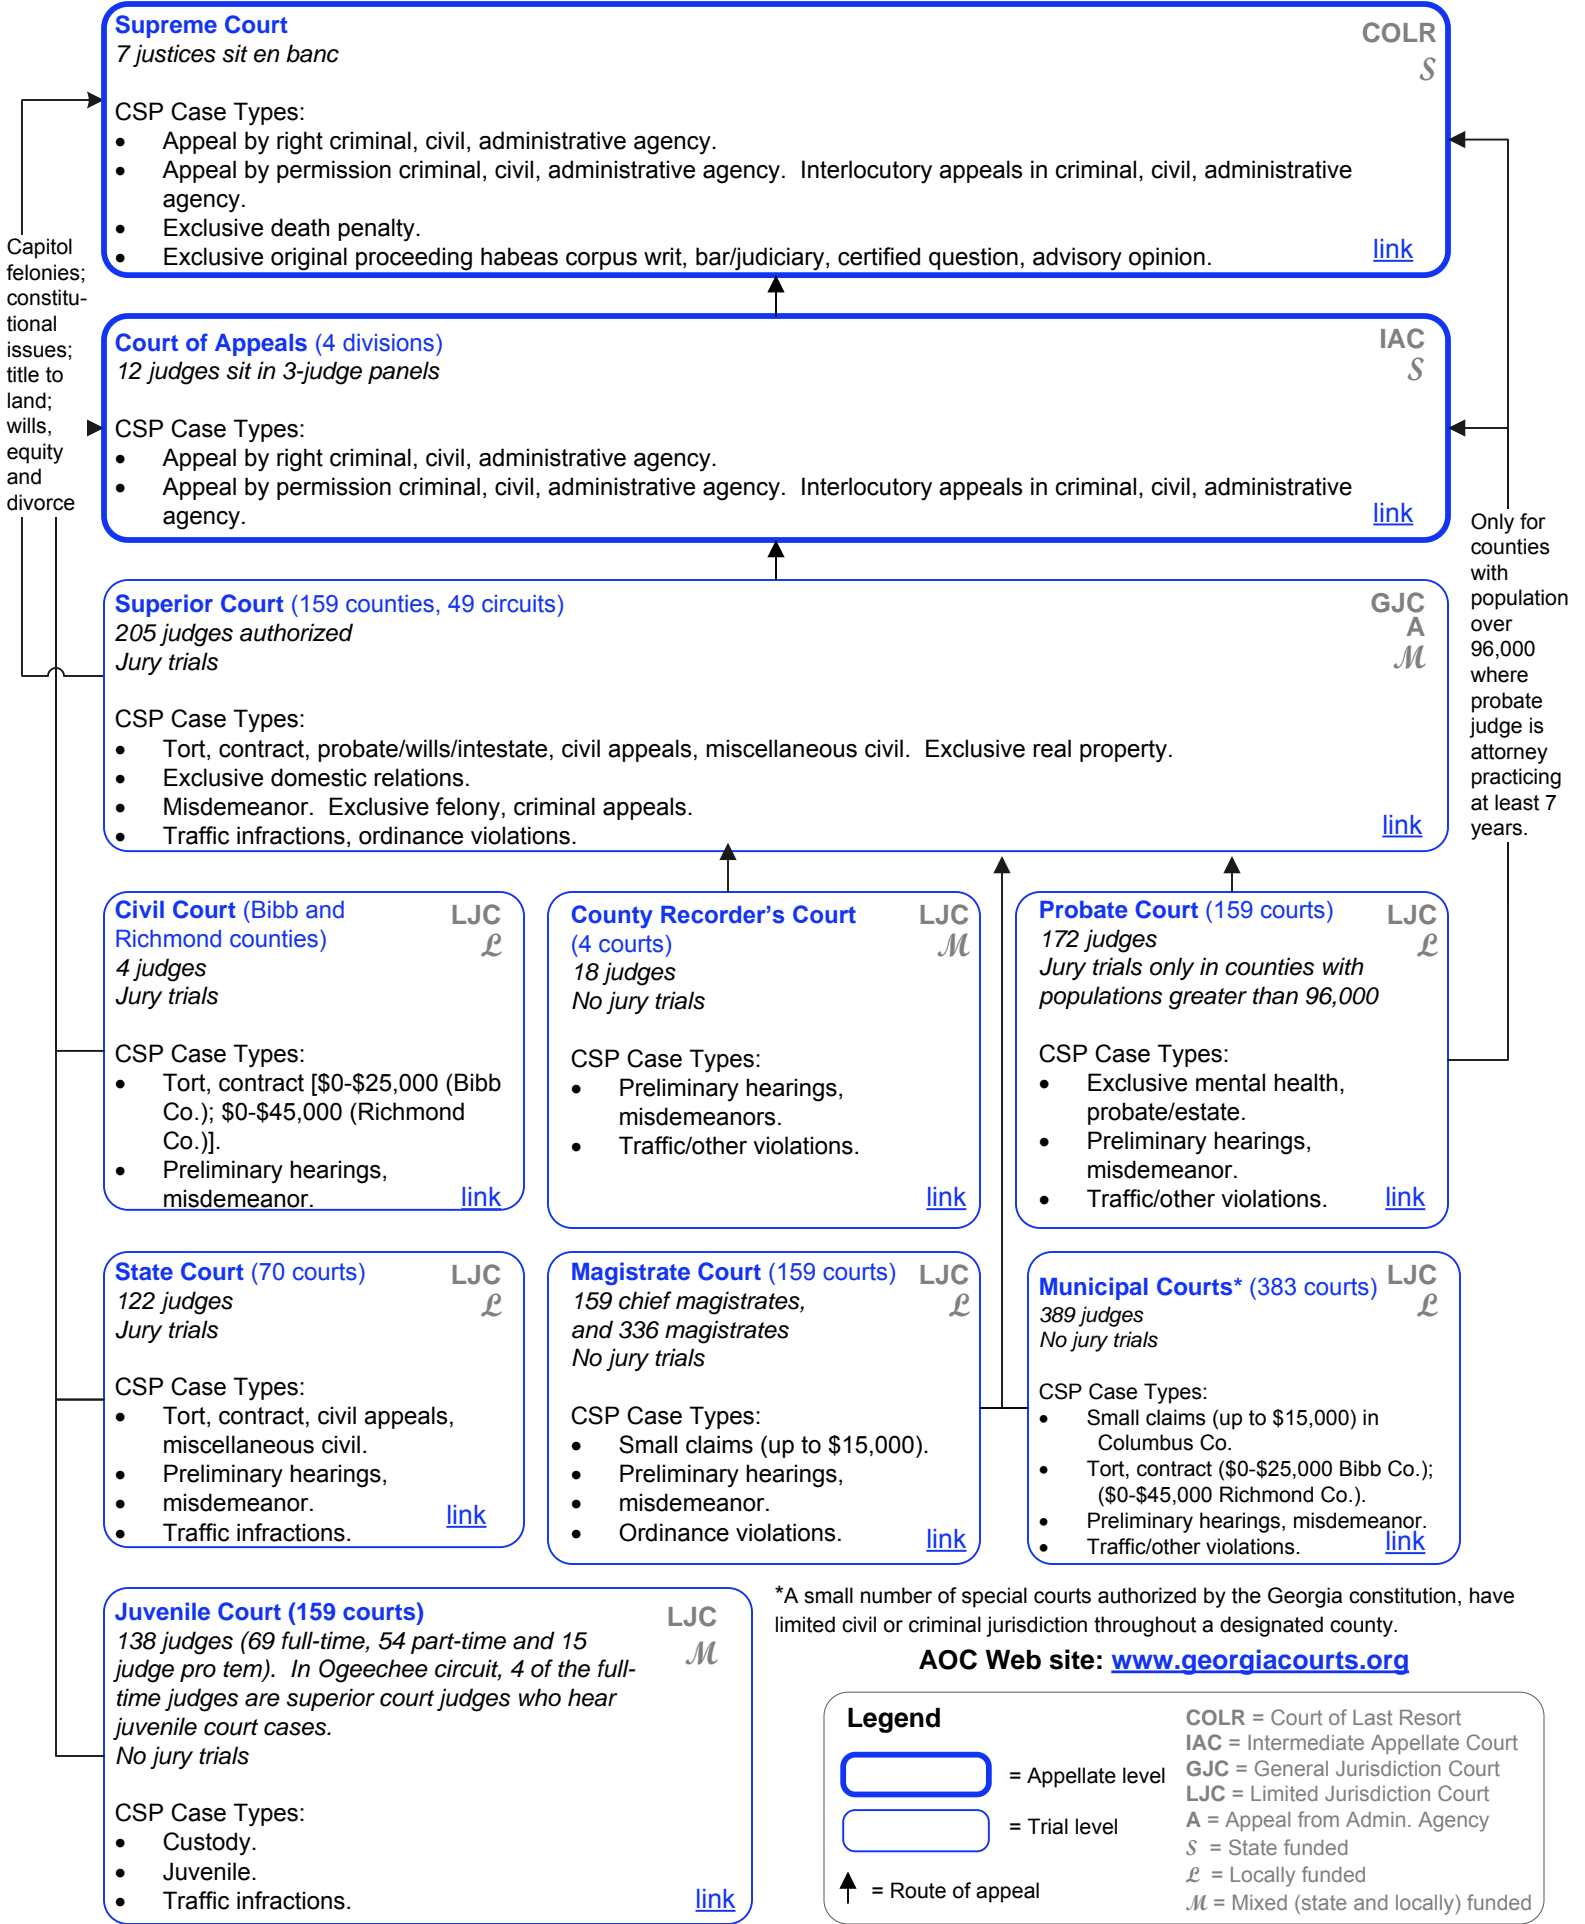 Supreme Court
COLR
7 justices sit en banc
S
CSP Case Types:
• Appeal by right criminal, civil, administrative agency.
• Appeal by permission criminal, civil, administrative agency. Interlocutory appeals in criminal, civil, administrative
agency.
• Exclusive death penalty.
• Exclusive original proceeding habeas corpus writ, bar/judiciary, certified question, advisory opinion.
link
Capitol
felonies;
constitu-
tional
issues;
title to
land;
wills,
equity
and
divorce
Court of Appeals (4 divisions)
IAC
12 judges sit in 3-judge panels
S
CSP Case Types:
• Appeal by right criminal, civil, administrative agency.
• Appeal by permission criminal, civil, administrative agency. Interlocutory appeals in criminal, civil, administrative
agency.
link
Only for
counties
with
population
over
96,000
where
probate
judge is
attorney
practicing
at least 7
years.
Superior Court (159 counties, 49 circuits)
GJC
205 judges authorized
A
Jury trials
M
CSP Case Types:
• Tort, contract, probate/wills/intestate, civil appeals, miscellaneous civil. Exclusive real property.
• Exclusive domestic relations.
• Misdemeanor. Exclusive felony, criminal appeals.
• Traffic infractions, ordinance violations.
link
Civil Court (Bibb and
Richmond counties)
LJC
L
4 judges
Jury trials
CSP Case Types:
• Tort, contract [$0-$25,000 (Bibb
Co.); $0-$45,000 (Richmond
Co.)].
• Preliminary hearings,
misdemeanor.
link
County Recorder's Court
(4 courts)
LJC
M
18 judges
No jury trials
CSP Case Types:
• Preliminary hearings,
misdemeanors.
• Traffic/other violations.
link
Probate Court (159 courts)
LJC
L
172 judges
Jury trials only in counties with
populations greater than 96,000
CSP Case Types:
• Exclusive mental health,
probate/estate.
• Preliminary hearings,
misdemeanor.
• Traffic/other violations.
link
State Court (70 courts)
LJC
L
122 judges
Jury trials
CSP Case Types:
• Tort, contract, civil appeals,
miscellaneous civil.
• Preliminary hearings,
• misdemeanor.
• Traffic infractions.
link
Magistrate Court (159 courts)
LJC
L
159 chief magistrates,
and 336 magistrates
No jury trials
CSP Case Types:
• Small claims (up to $15,000).
• Preliminary hearings,
• misdemeanor.
• Ordinance violations.
link
Municipal Courts* (383 courts)
LJC
L
389 judges
No jury trials
CSP Case Types:
• Small claims (up to $15,000) in
Columbus Co.
• Tort, contract ($0-$25,000 Bibb Co.);
($0-$45,000 Richmond Co.).
• Preliminary hearings, misdemeanor.
• Traffic/other violations.
link
Juvenile Court (159 courts)
LJC
M
138 judges (69 full-time, 54 part-time and 15
judge pro tem). In Ogeechee circuit, 4 of the full-
time judges are superior court judges who hear
juvenile court cases.
No jury trials
CSP Case Types:
• Custody.
• Juvenile.
• Traffic infractions.
link
*A small number of special courts authorized by the Georgia constitution, have
limited civil or criminal jurisdiction throughout a designated county.
AOC Web site: www.georgiacourts.org
Legend
= Appellate level
= Trial level
= Route of appeal
COLR = Court of Last Resort
IAC = Intermediate Appellate Court
GJC = General Jurisdiction Court
LJC = Limited Jurisdiction Court
A = Appeal from Admin. Agency
S = State funded
L = Locally funded
M = Mixed (state and locally) funded